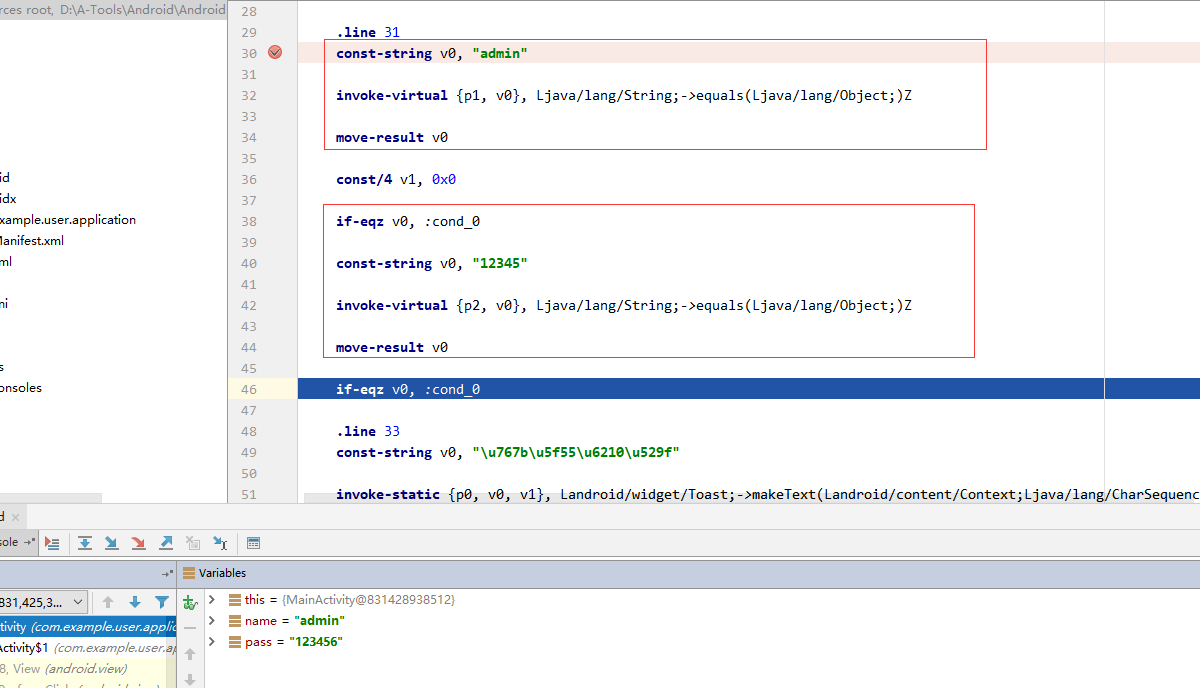 rces root, D:\A-Tools\Android\Android
id
idx
xample.user.application
Manifest.xml
ml
ni
s
onsoles
28
29 .line 31
30 const-string v0, "admin"
31
32 invoke-virtual {p1, v0}, Ljava/lang/String;->equals(Ljava/lang/Object;)Z
33
34 move-result v0
35
36 const/4 v1, 0x0
37
38 if-eqz v0, :cond_0
39
40 const-string v0, "12345"
41
42 invoke-virtual {p2, v0}, Ljava/lang/String;->equals(Ljava/lang/Object;)Z
43
44 move-result v0
45
46 if-eqz v0, :cond_0
47
48 .line 33
49 const-string v0, "\u767b\u5f55\u6210\u529f"
50
51 invoke-static {p0, v0, v1}, Landroid/widget/Toast;->makeText(Landroid/content/Context;Ljava/lang/CharSequenc
d
sole
Variables
831,425,3...
tivity (com.example.user.applic
Activity$1 (com.example.user.ap
8, View (android.view)
this = {MainActivity@831428938512}
name = "admin"
pass = "123456"